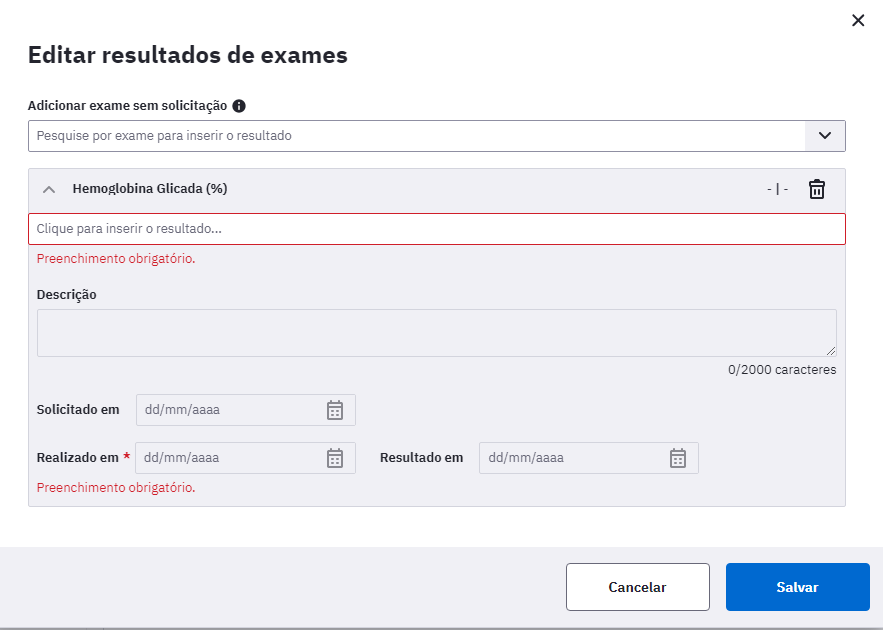 Editar resultados de exames
Adicionar exame sem solicitação
Pesquise por exame para inserir o resultado
Hemoglobina Glicada (%) - | -
Clique para inserir o resultado...
Preenchimento obrigatório.
Descrição
0/2000 caracteres
Solicitado em dd/mm/aaaa
Realizado em * dd/mm/aaaa Resultado em dd/mm/aaaa
Preenchimento obrigatório.
Cancelar Salvar